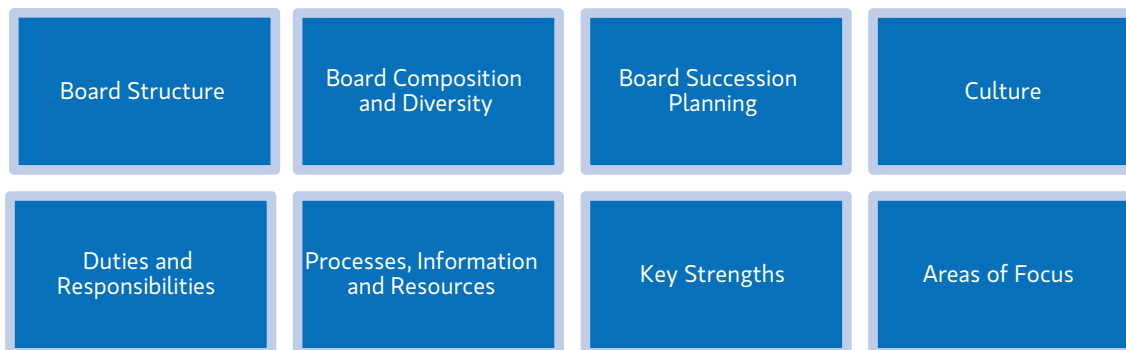 Board Structure
Board Composition
and Diversity
Board Succession
Planning
Culture
Duties and
Responsibilities
Processes, Information
and Resources
Key Strengths
Areas of Focus